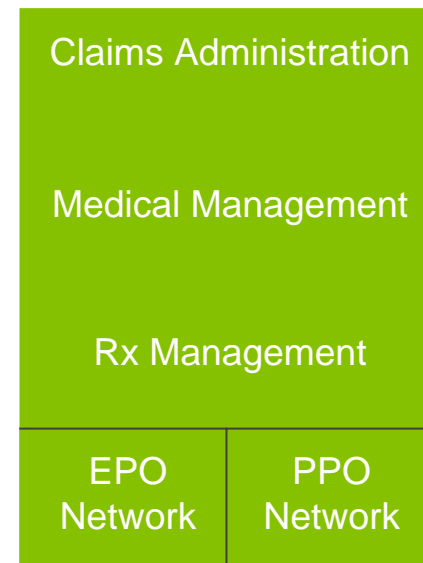 Claims Administration
Medical Management
Rx Management
EPO
Network
PPO
Network